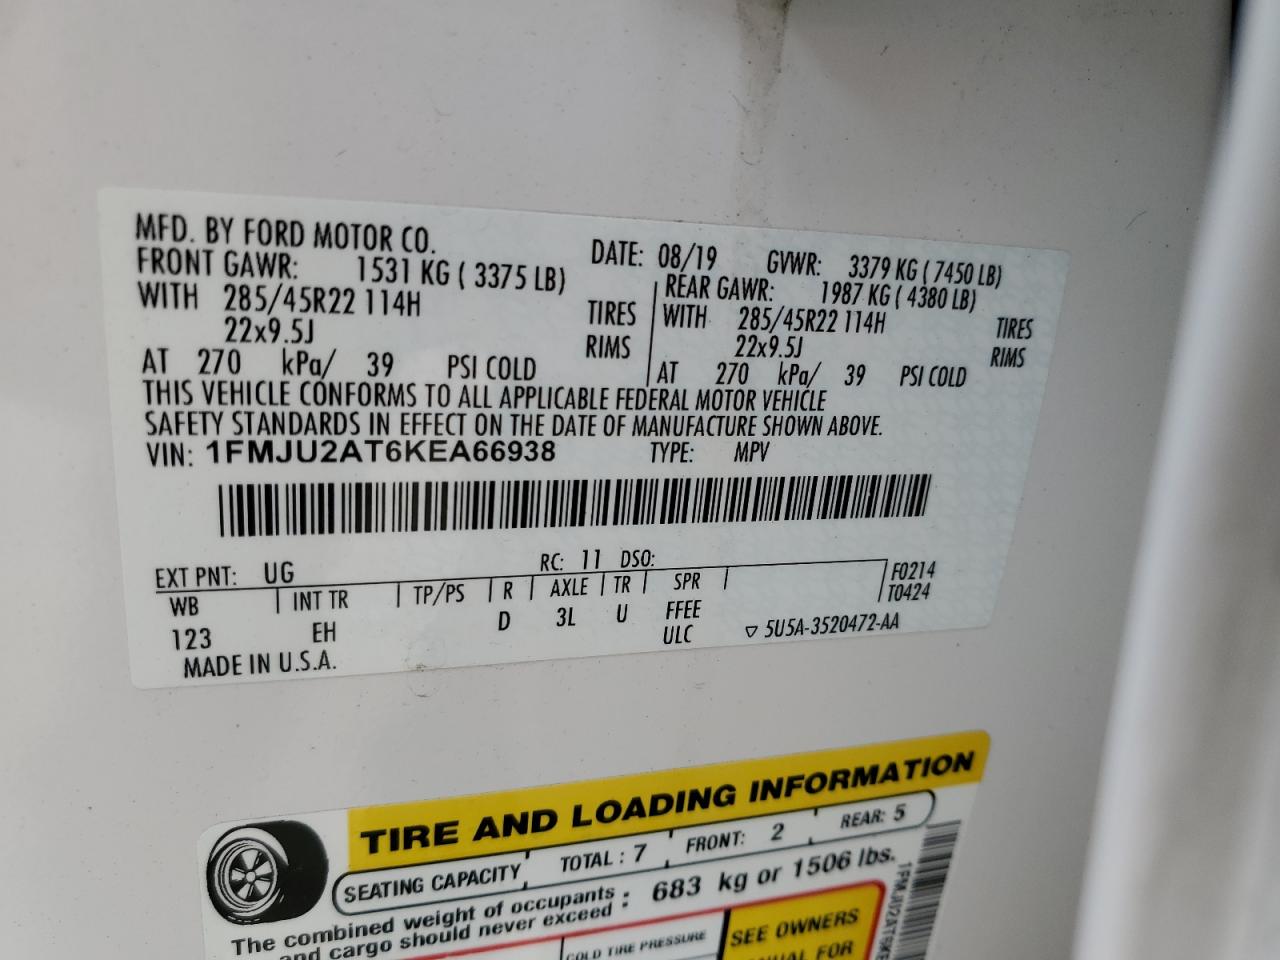 MFD. BY FORD MOTOR CO.
DATE: 08/19 GVWR: 3379 KG ( 7450 LB)
FRONT GAWR: 1531 KG ( 3375 LB)
WITH 285/45R22 114H TIRES
22x9.5J RIMS
AT 270 kPa/ 39 PSI COLD
REAR GAWR: 1987 KG ( 4380 LB)
WITH 285/45R22 114H TIRES
22x9.5J RIMS
AT 270 kPa/ 39 PSI COLD
THIS VEHICLE CONFORMS TO ALL APPLICABLE FEDERAL MOTOR VEHICLE
SAFETY STANDARDS IN EFFECT ON THE DATE OF MANUFACTURE SHOWN ABOVE.
VIN: 1FMJU2AT6KEA66938 TYPE: MPV
EXT PNT: UG RC: 11 DSO:
WB INT TR TP/PS R AXLE TR SPR F0214
T0424
123 EH D 3L U FFEE
ULC ▽ 5U5A-3520472-AA
MADE IN U.S.A.
TIRE AND LOADING INFORMATION
SEATING CAPACITY TOTAL : 7 FRONT: 2 REAR: 5
The combined weight of occupants
and cargo should never exceed : 683 kg or 1506 lbs.
COLD TIRE PRESSURE
SEE OWNERS
FOR